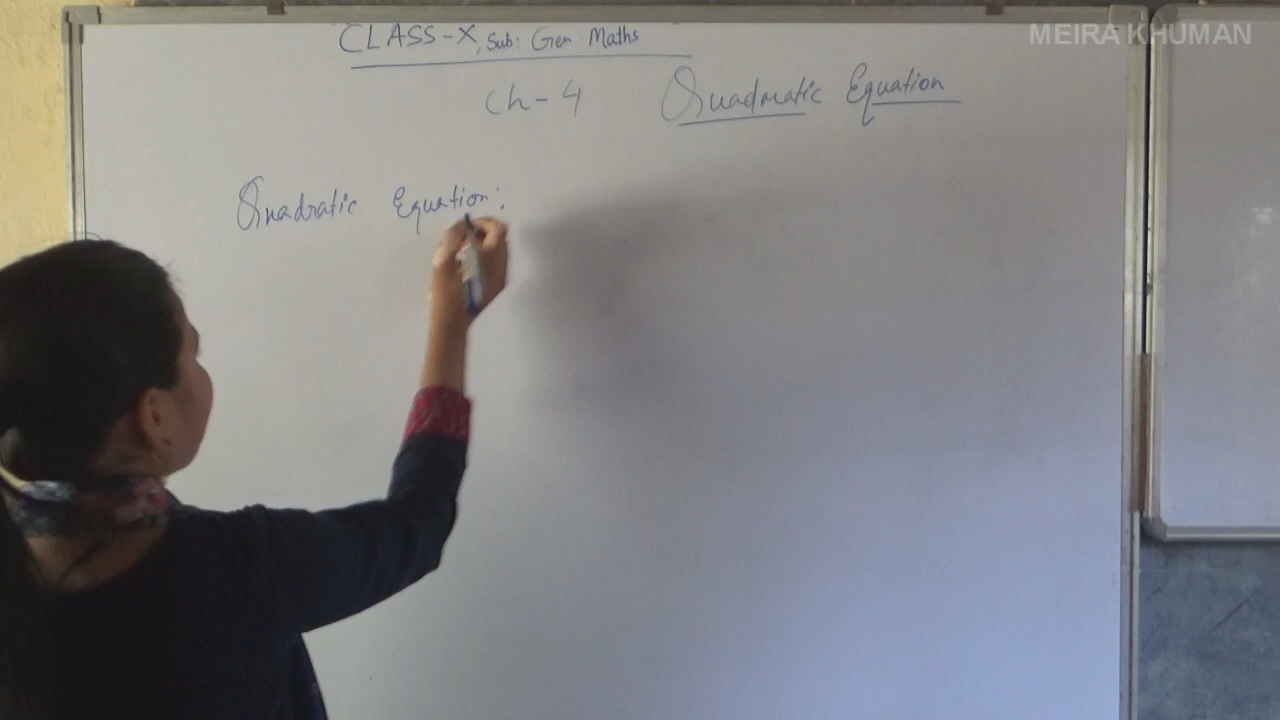 MEIRA KHUMAN
CLASS-X, Sub: Gen Maths
Ch-4 Quadratic Equation
Quadratic Equation: